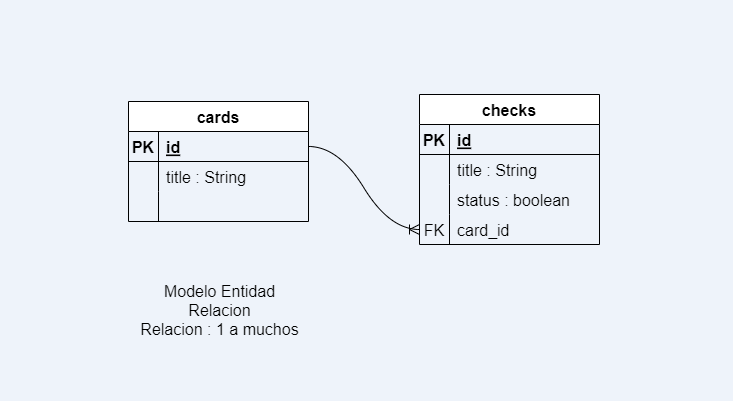 cards
PK id
title : String
checks
PK id
title : String
status : boolean
FK card_id
Modelo Entidad
Relacion
Relacion : 1 a muchos